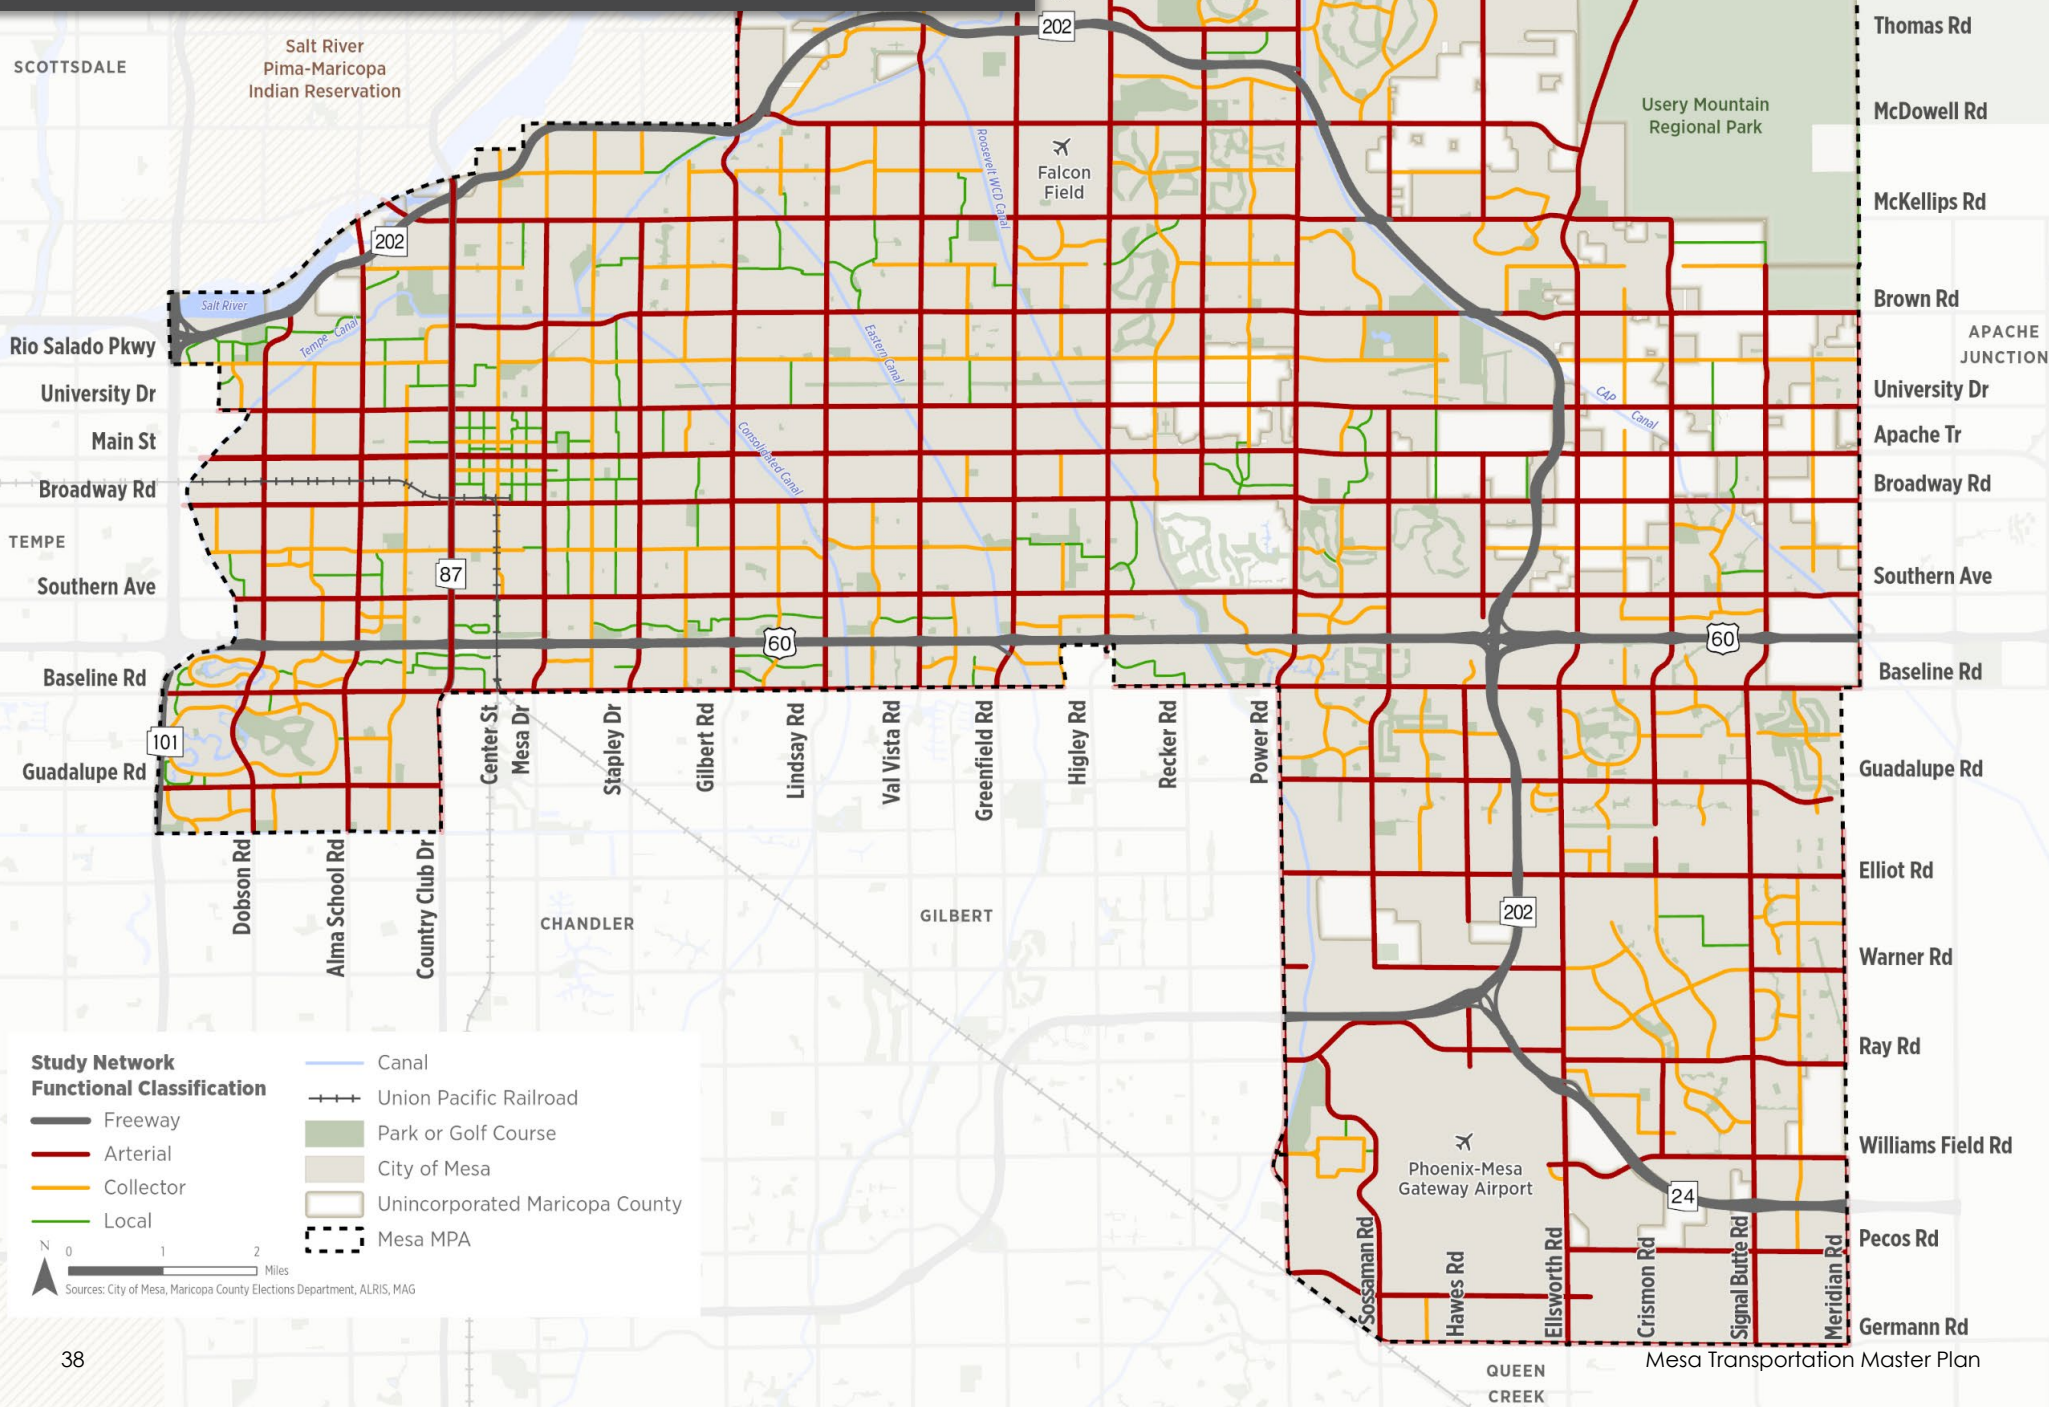 202
Thomas Rd
SCOTTSDALE
Salt River
Pima-Maricopa
Indian Reservation
Usery Mountain
Regional Park
McDowell Rd
Roosevelt WCD Canal
Falcon
Field
McKellips Rd
202
Salt River
Brown Rd
Rio Salado Pkwy
Tempe Canal
Eastern Canal
APACHE
JUNCTION
University Dr
CAP Canal
University Dr
Main St
Consolidated Canal
Apache Tr
Broadway Rd
Broadway Rd
TEMPE
87
Southern Ave
Southern Ave
60
60
Baseline Rd
Baseline Rd
101
Guadalupe Rd
Center St
Mesa Dr
Stapley Dr
Gilbert Rd
Lindsay Rd
Val Vista Rd
Greenfield Rd
Higley Rd
Recker Rd
Power Rd
Guadalupe Rd
Dobson Rd
Alma School Rd
Country Club Dr
Elliot Rd
CHANDLER
GILBERT
202
Warner Rd
Ray Rd
Study Network
Functional Classification
Freeway
Arterial
Collector
Local
Canal
Union Pacific Railroad
Park or Golf Course
City of Mesa
Unincorporated Maricopa County
Mesa MPA
N
0 1 2
Miles
Sources: City of Mesa, Maricopa County Elections Department, ALRIS, MAG
Williams Field Rd
Phoenix-Mesa
Gateway Airport
24
Pecos Rd
Sossaman Rd
Hawes Rd
Ellsworth Rd
Crismon Rd
Signal Butte Rd
Meridian Rd
Germann Rd
38
Mesa Transportation Master Plan
QUEEN
CREEK